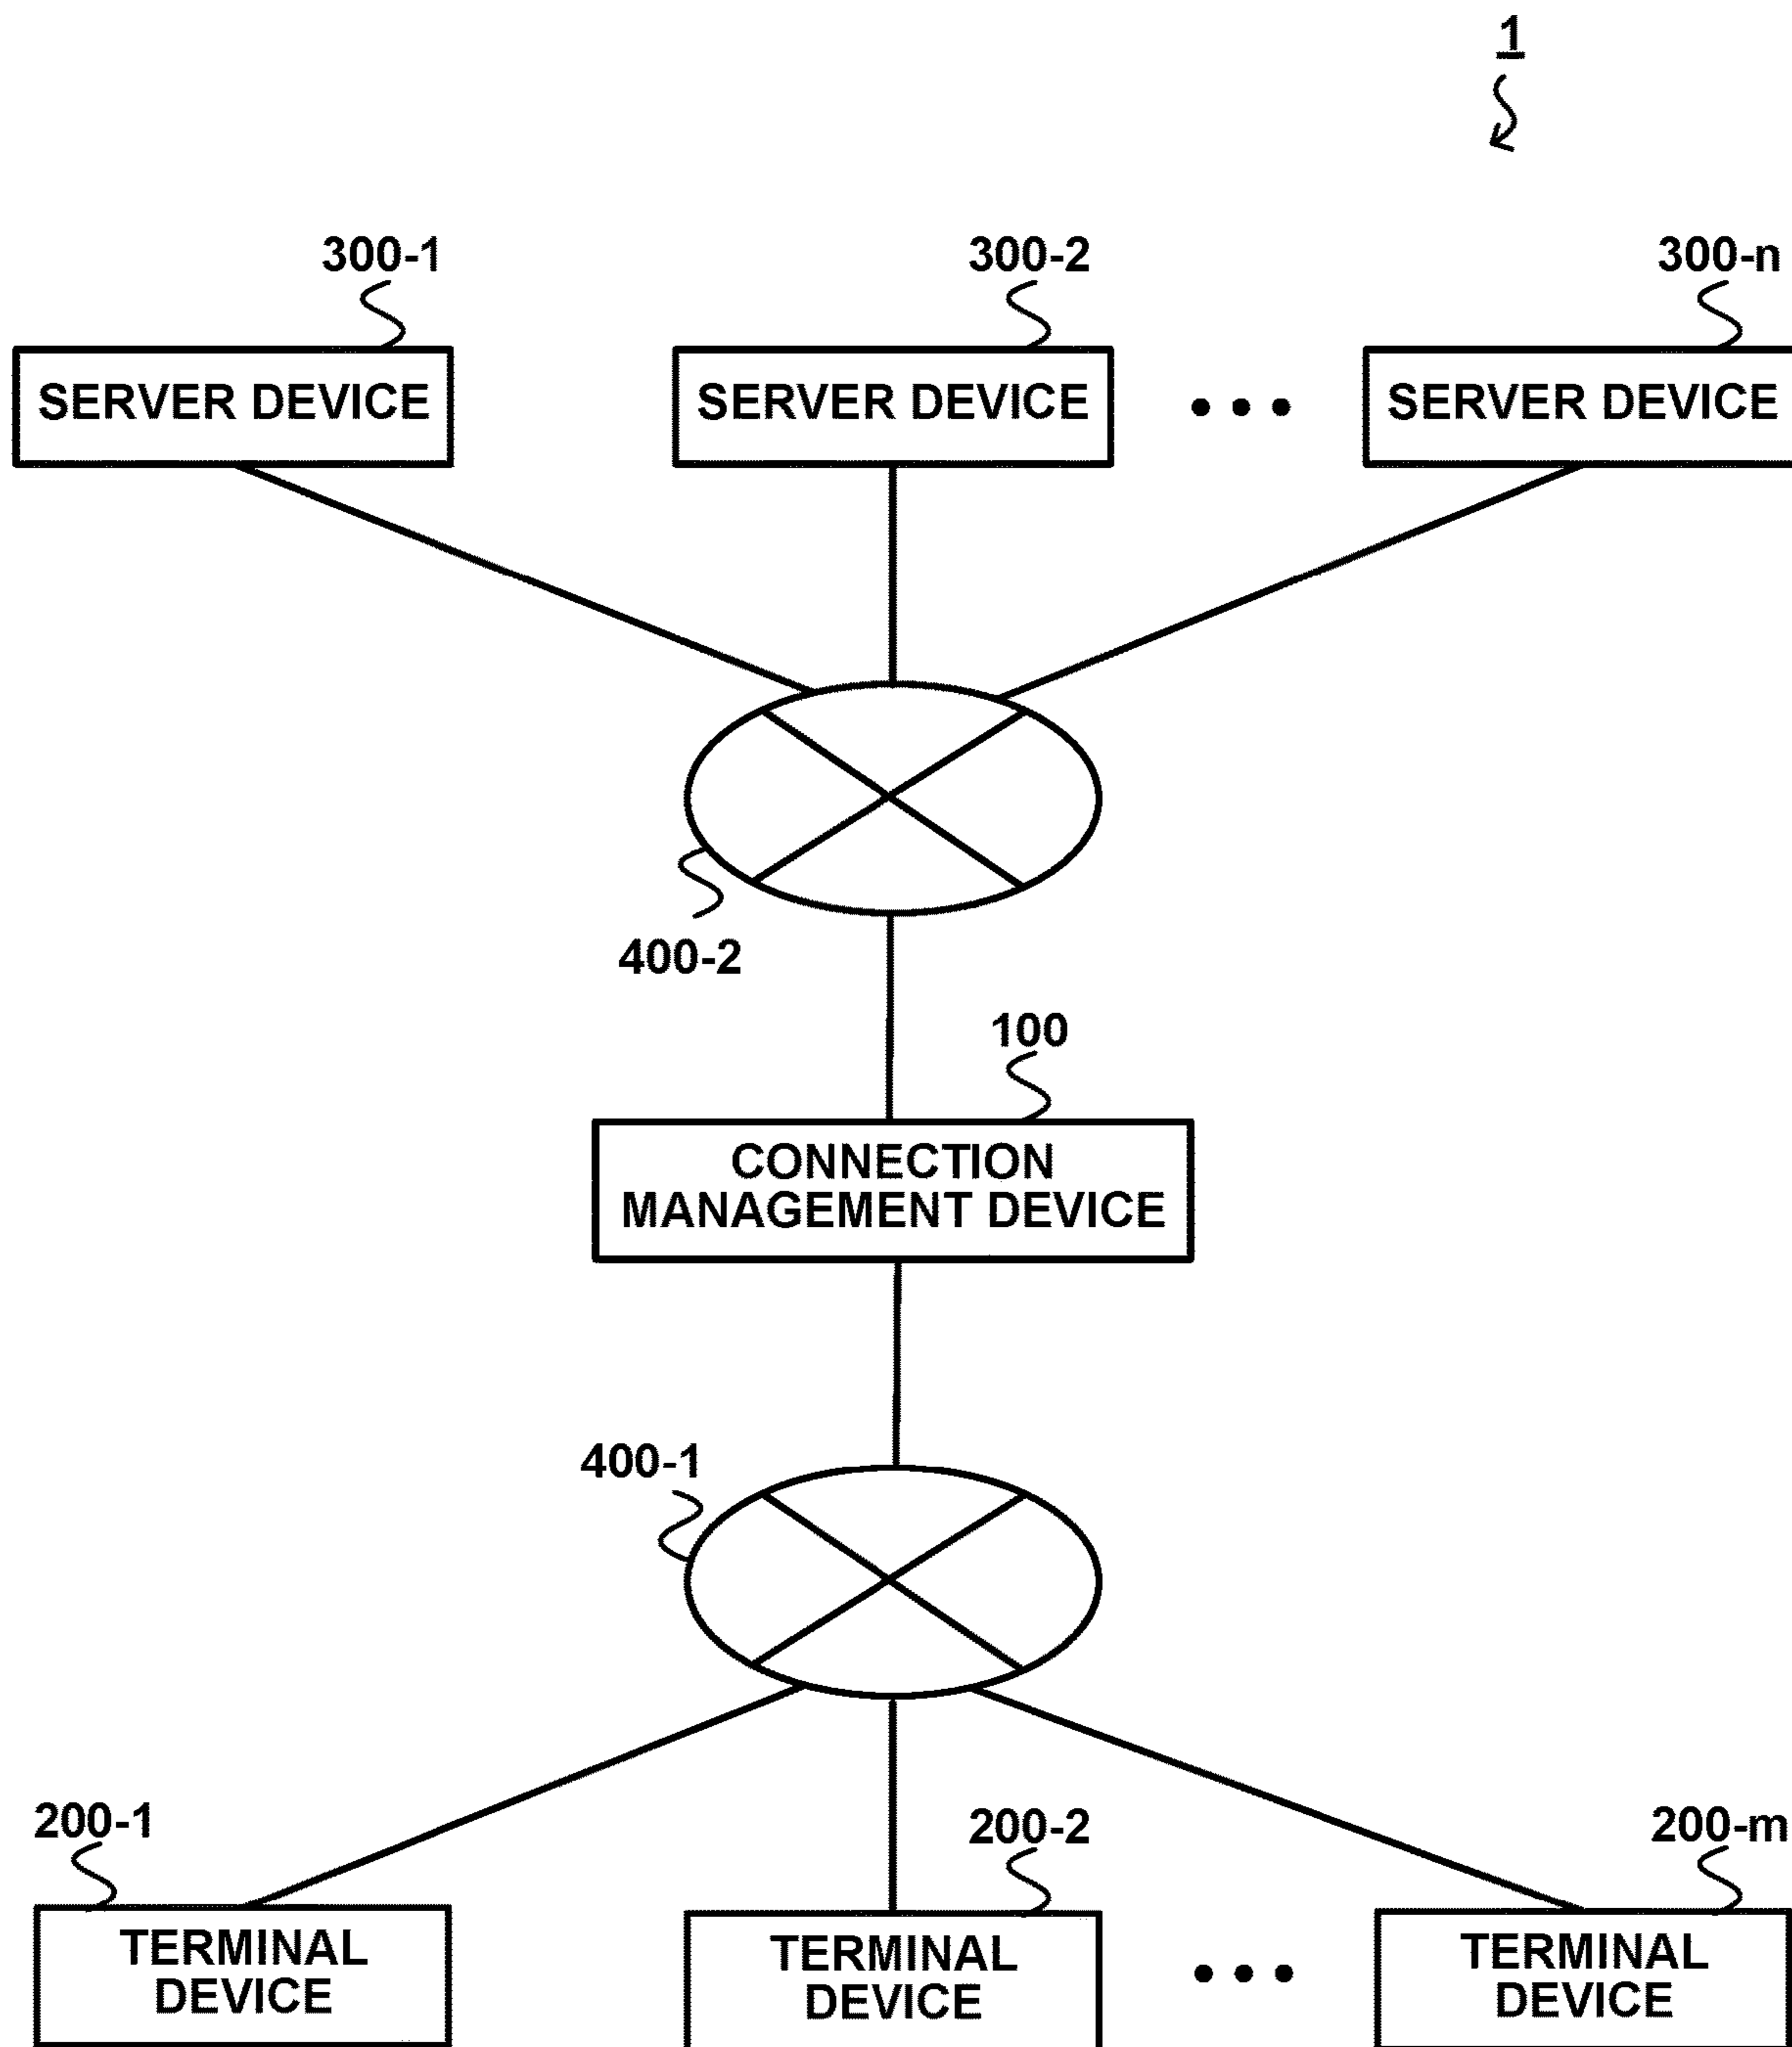 1
300-1
300-2
300-n
SERVER DEVICE
SERVER DEVICE
• • •
SERVER DEVICE
400-2
100
CONNECTION
MANAGEMENT DEVICE
400-1
200-1
200-2
200-m
TERMINAL
DEVICE
TERMINAL
DEVICE
• • •
TERMINAL
DEVICE